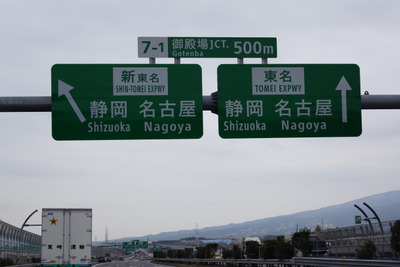 7-1 御殿場JCT. 500m
Gotenba
新東名
SHIN-TOMEI EXPWY
静岡 名古屋
Shizuoka Nagoya
東名
TOMEI EXPWY
静岡 名古屋
Shizuoka Nagoya